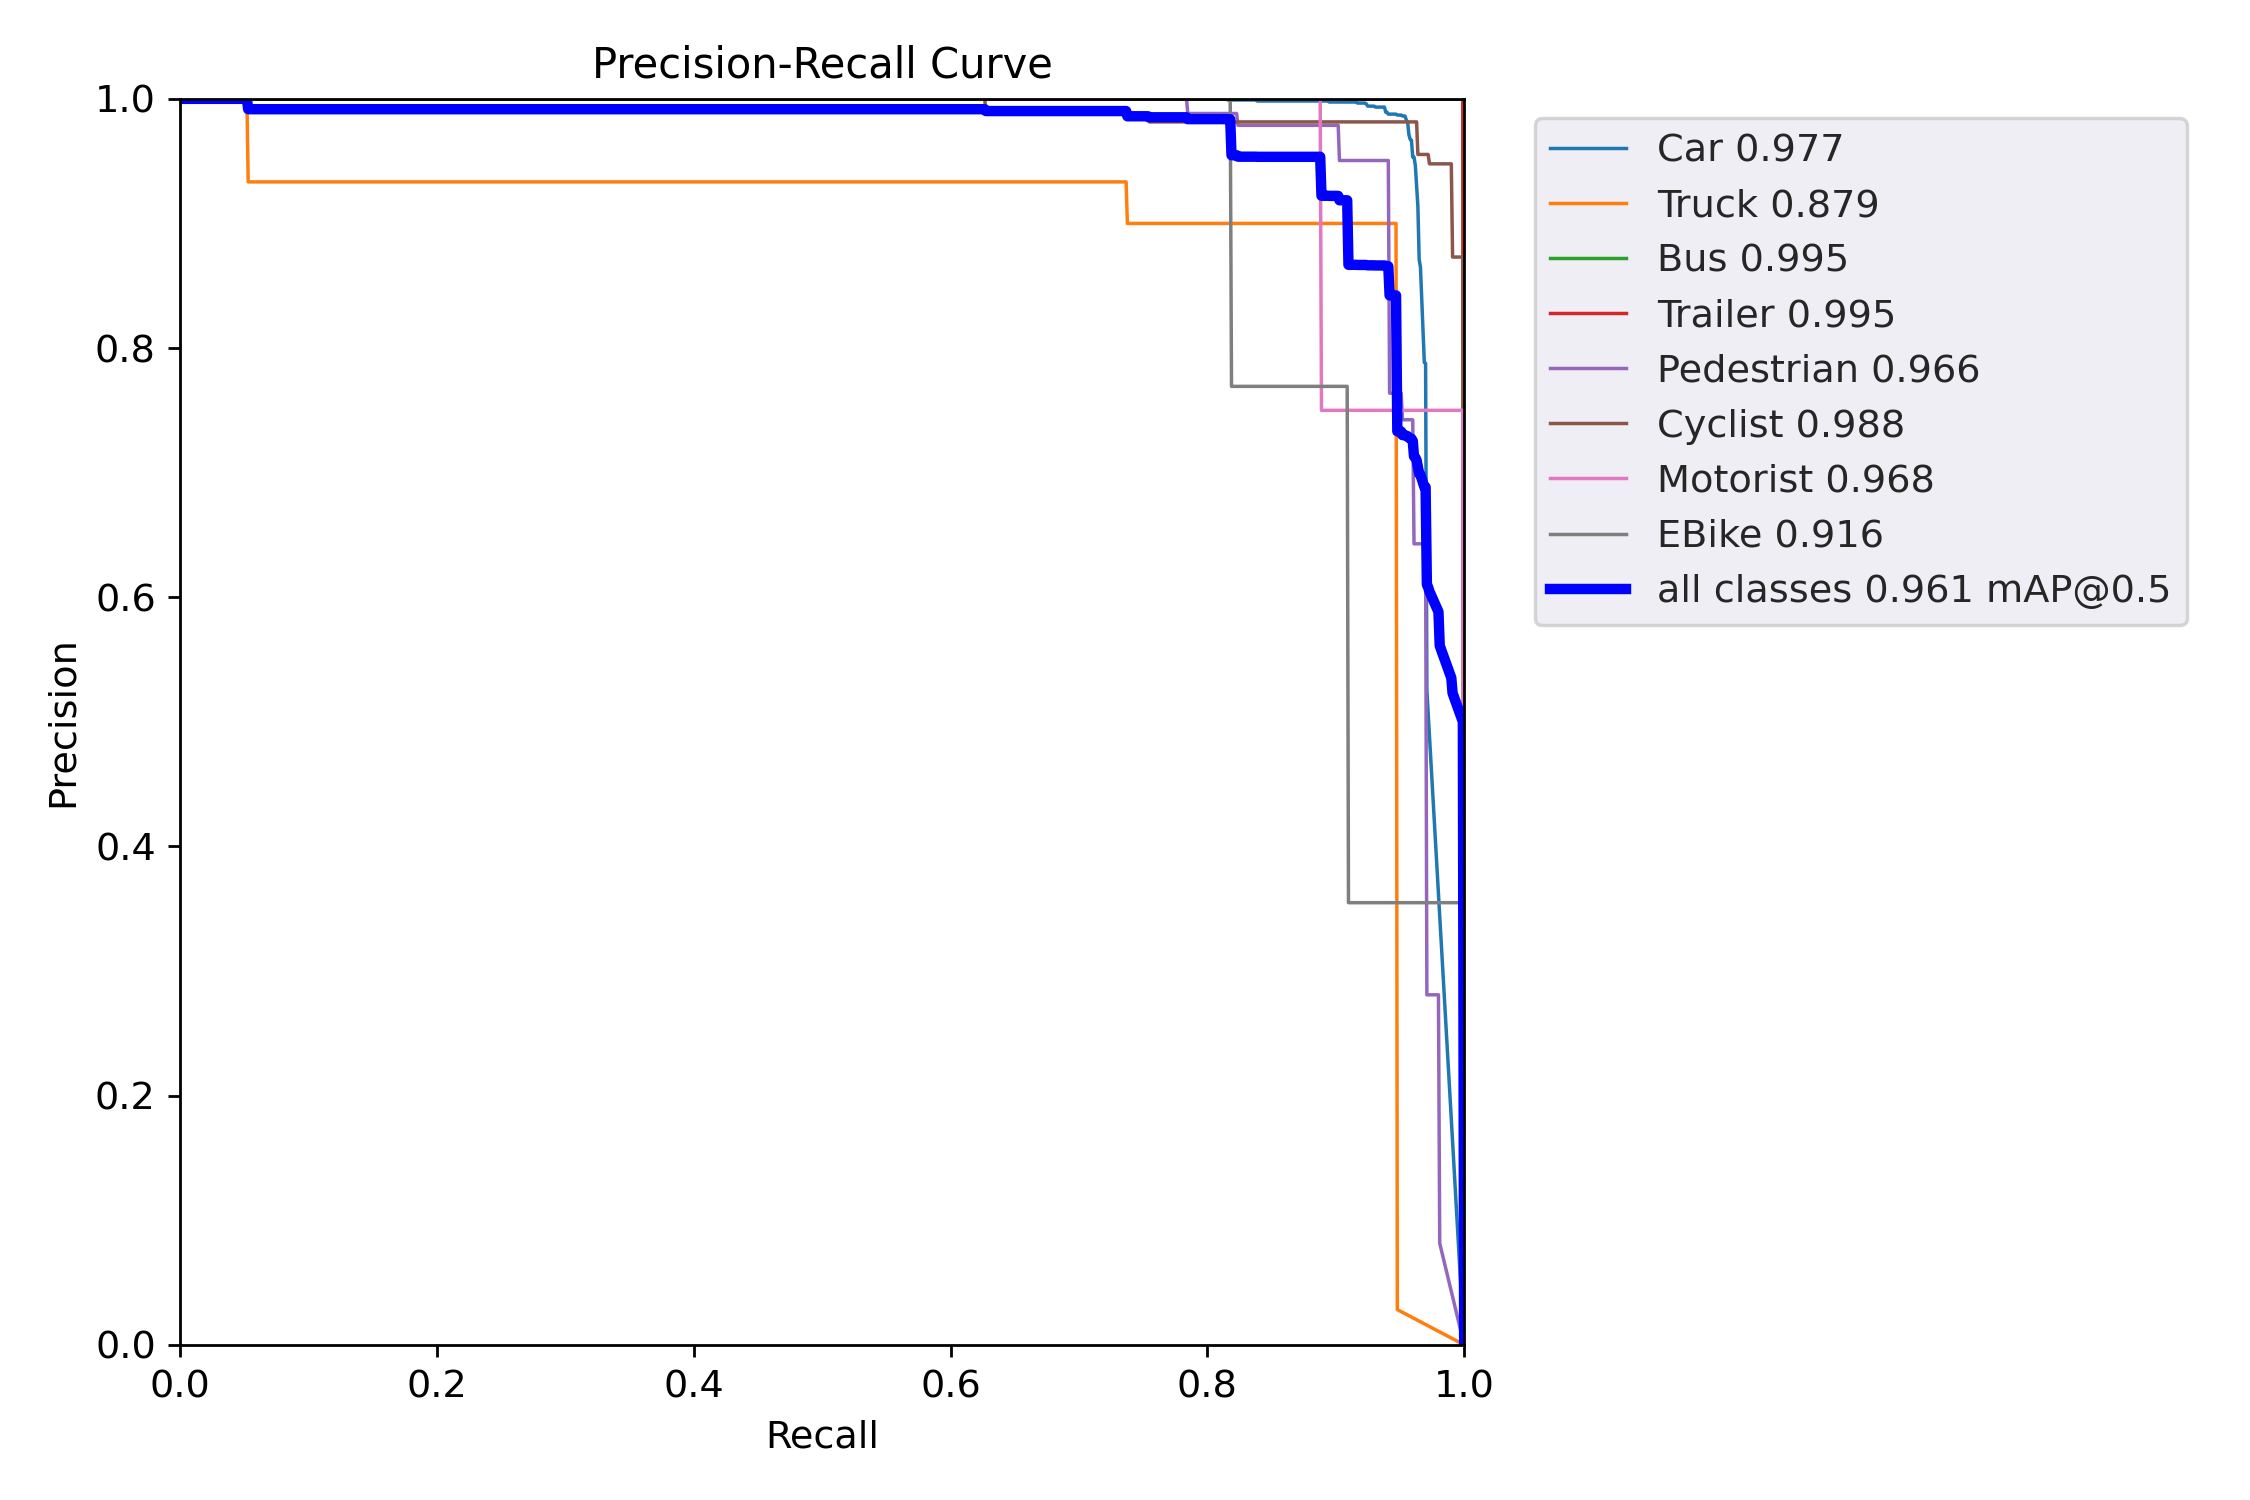 Precision-Recall Curve
1.0
0.8
0.6
0.4
0.2
0.0
Precision
0.0 0.2 0.4 0.6 0.8 1.0
Recall
Car 0.977
Truck 0.879
Bus 0.995
Trailer 0.995
Pedestrian 0.966
Cyclist 0.988
Motorist 0.968
EBike 0.916
all classes 0.961 mAP@0.5